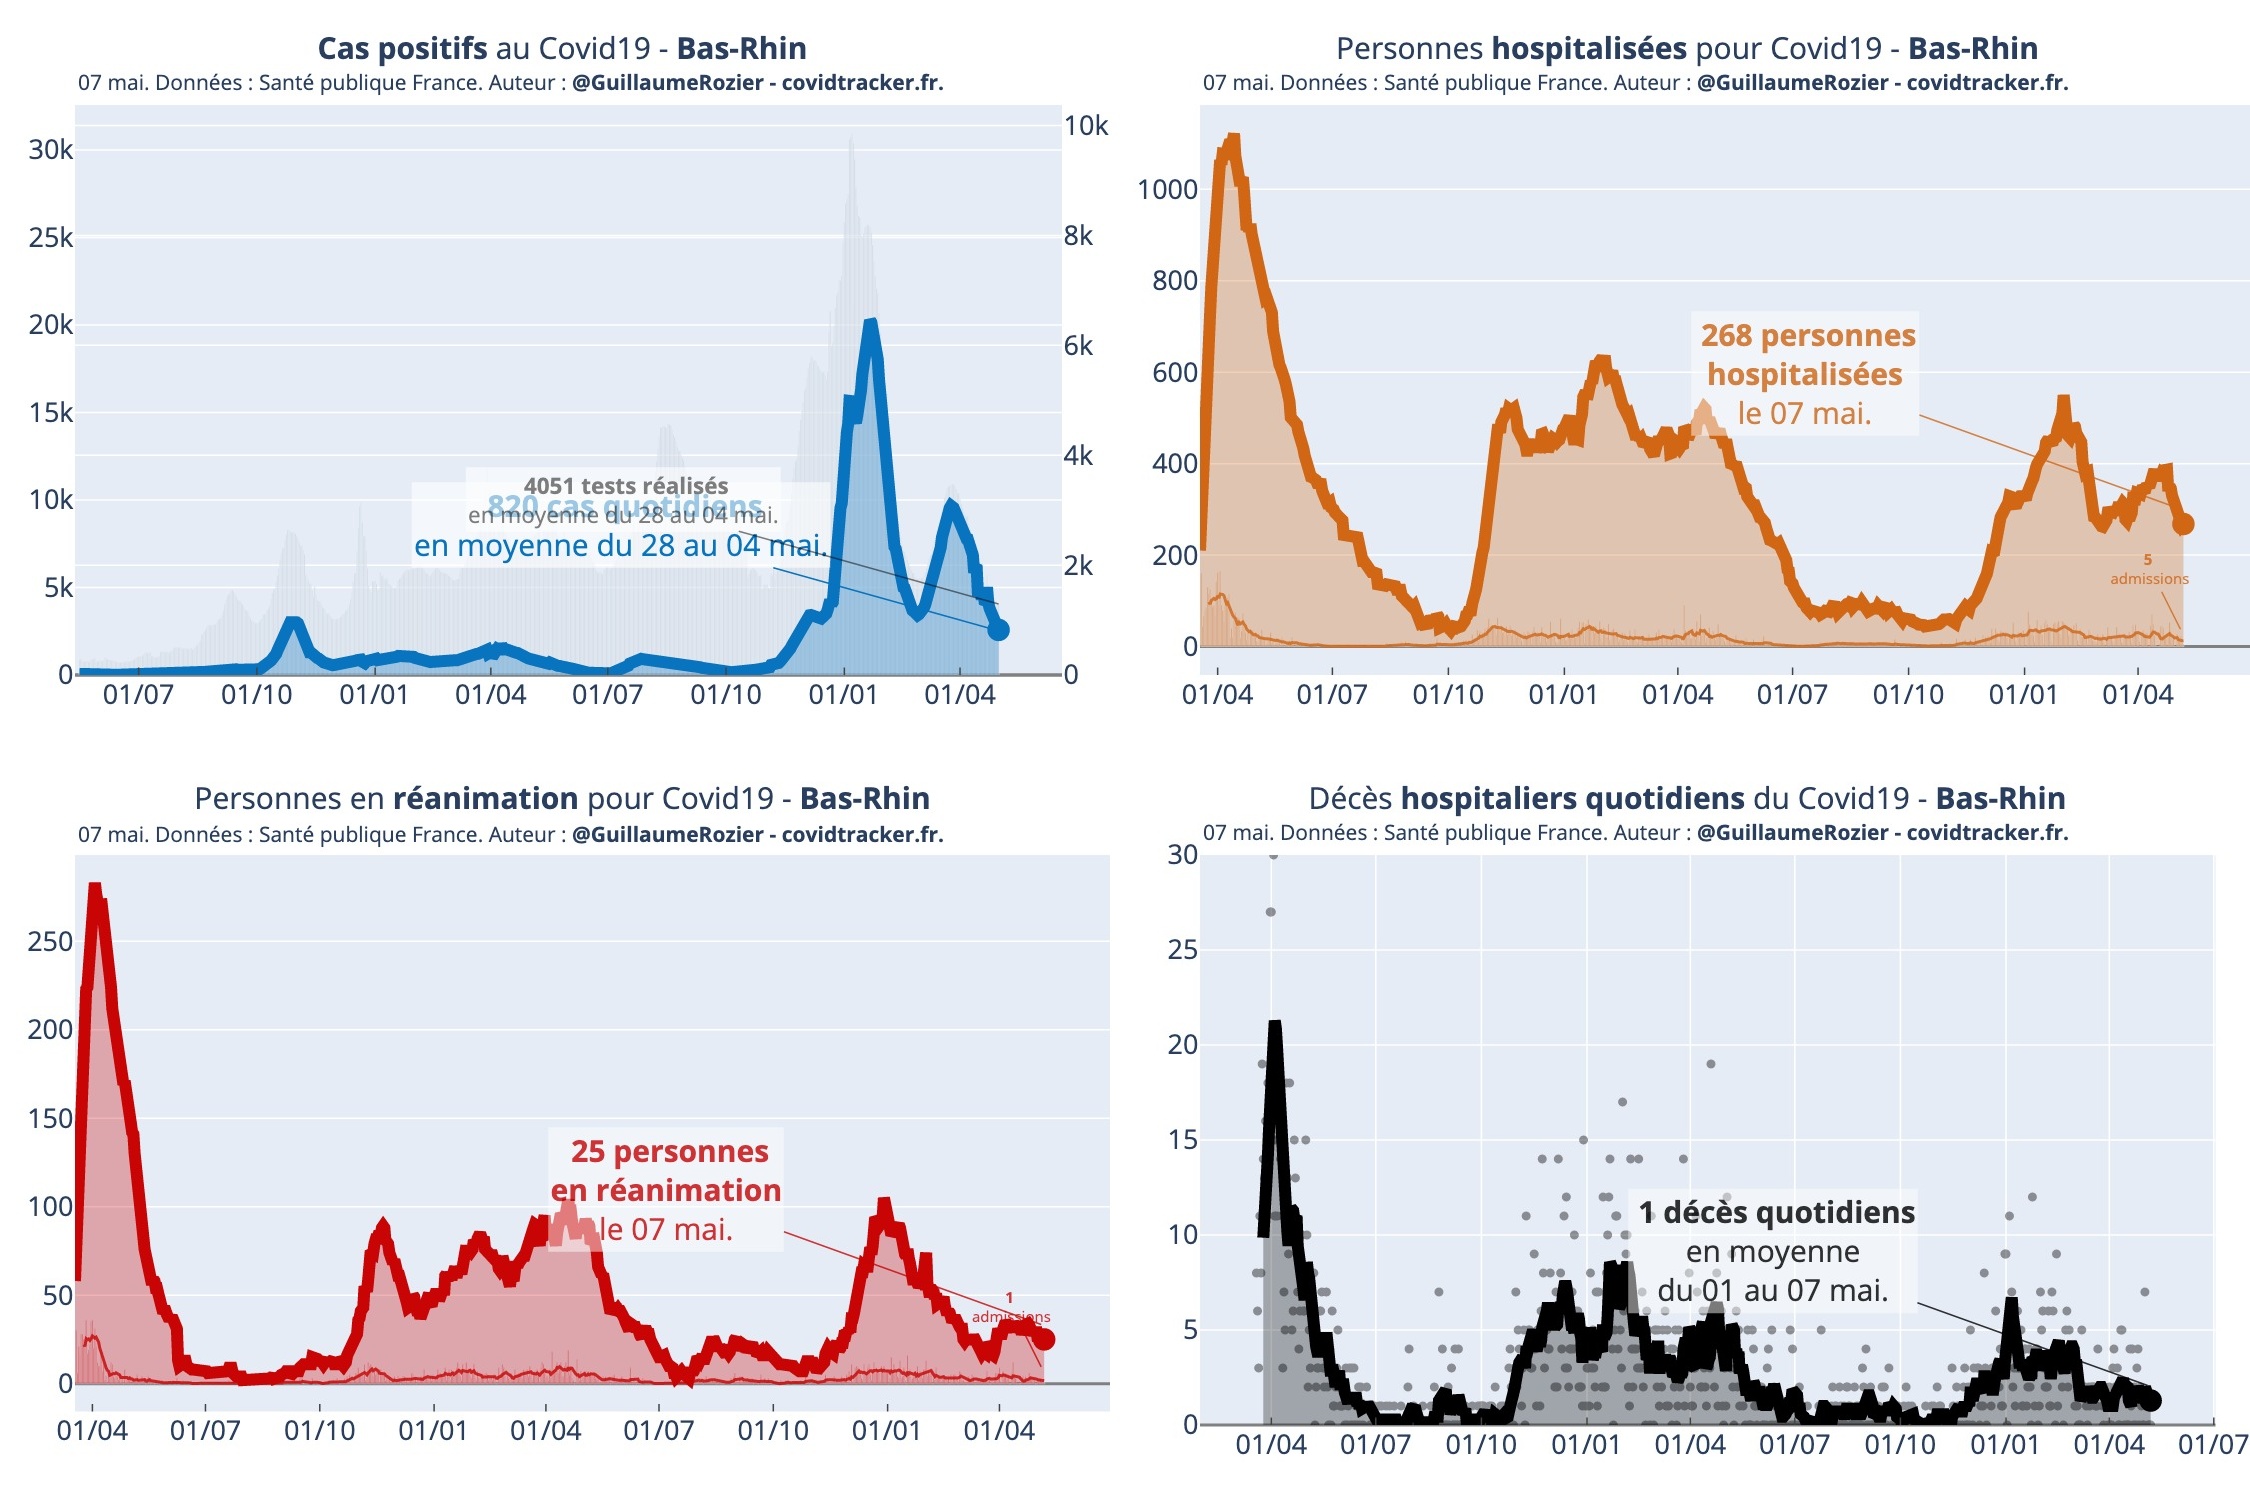 Cas positifs au Covid19 - Bas-Rhin
07 mai. Données : Santé publique France. Auteur : @GuillaumeRozier - covidtracker.fr.
30k
25k
20k
15k
10k
5k
0
10k
8k
6k
4k
2k
0
4051 tests réalisés
en moyenne du 28 au 04 mai.
820 cas quotidiens
en moyenne du 28 au 04 mai.
01/07 01/10 01/01 01/04 01/07 01/10 01/01 01/04
Personnes hospitalisées pour Covid19 - Bas-Rhin
07 mai. Données : Santé publique France. Auteur : @GuillaumeRozier - covidtracker.fr.
1000
800
600
400
200
0
268 personnes
hospitalisées
le 07 mai.
5
admissions
01/04 01/07 01/10 01/01 01/04 01/07 01/10 01/01 01/04
Personnes en réanimation pour Covid19 - Bas-Rhin
07 mai. Données : Santé publique France. Auteur : @GuillaumeRozier - covidtracker.fr.
250
200
150
100
50
0
25 personnes
en réanimation
le 07 mai.
1
admissions
01/04 01/07 01/10 01/01 01/04 01/07 01/10 01/01 01/04
Décès hospitaliers quotidiens du Covid19 - Bas-Rhin
07 mai. Données : Santé publique France. Auteur : @GuillaumeRozier - covidtracker.fr.
30
25
20
15
10
5
0
1 décès quotidiens
en moyenne
du 01 au 07 mai.
01/04 01/07 01/10 01/01 01/04 01/07 01/10 01/01 01/04 01/07